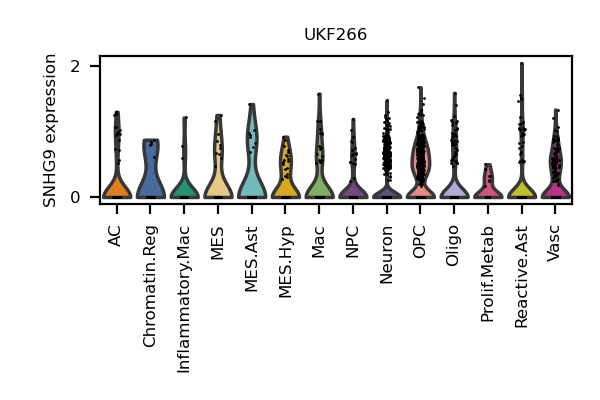 UKF266
SNHG9 expression
2
0
AC
Chromatin.Reg
Inflammatory.Mac
MES
MES.Ast
MES.Hyp
Mac
NPC
Neuron
OPC
Oligo
Prolif.Metab
Reactive.Ast
Vasc